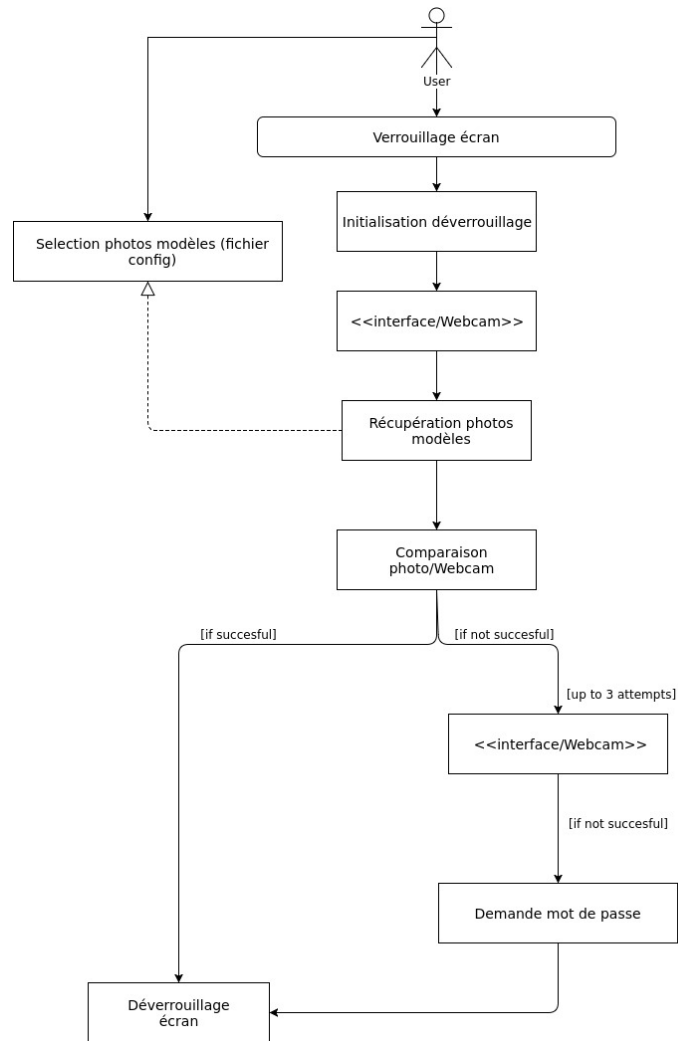 User
Verrouillage écran
Initialisation déverrouillage
Selection photos modèles (fichier
config)
<<interface/Webcam>>
Récupération photos
modèles
Comparaison
photo/Webcam
[if succesful]
[if not succesful]
[up to 3 attempts]
<<interface/Webcam>>
[if not succesful]
Demande mot de passe
Déverrouillage
écran